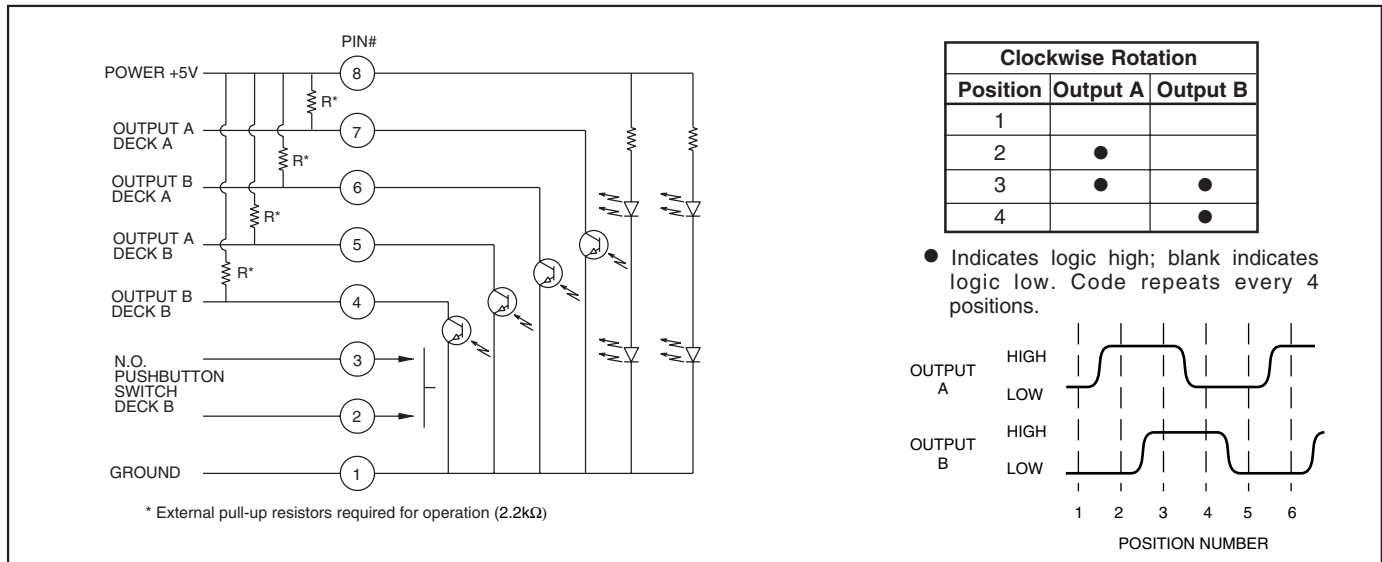 PIN#
POWER +5V
8
R*
OUTPUT A
DECK A
7
R*
OUTPUT B
DECK A
6
R*
OUTPUT A
DECK B
5
R*
OUTPUT B
DECK B
4
N.O.
PUSHBUTTON
SWITCH
DECK B
3
2
GROUND
1
* External pull-up resistors required for operation (2.2kΩ)
Clockwise Rotation
Position Output A Output B
1
2 ●
3 ● ●
4 ●
● Indicates logic high; blank indicates
logic low. Code repeats every 4
positions.
OUTPUT
A
HIGH
LOW
OUTPUT
B
HIGH
LOW
1 2 3 4 5 6
POSITION NUMBER